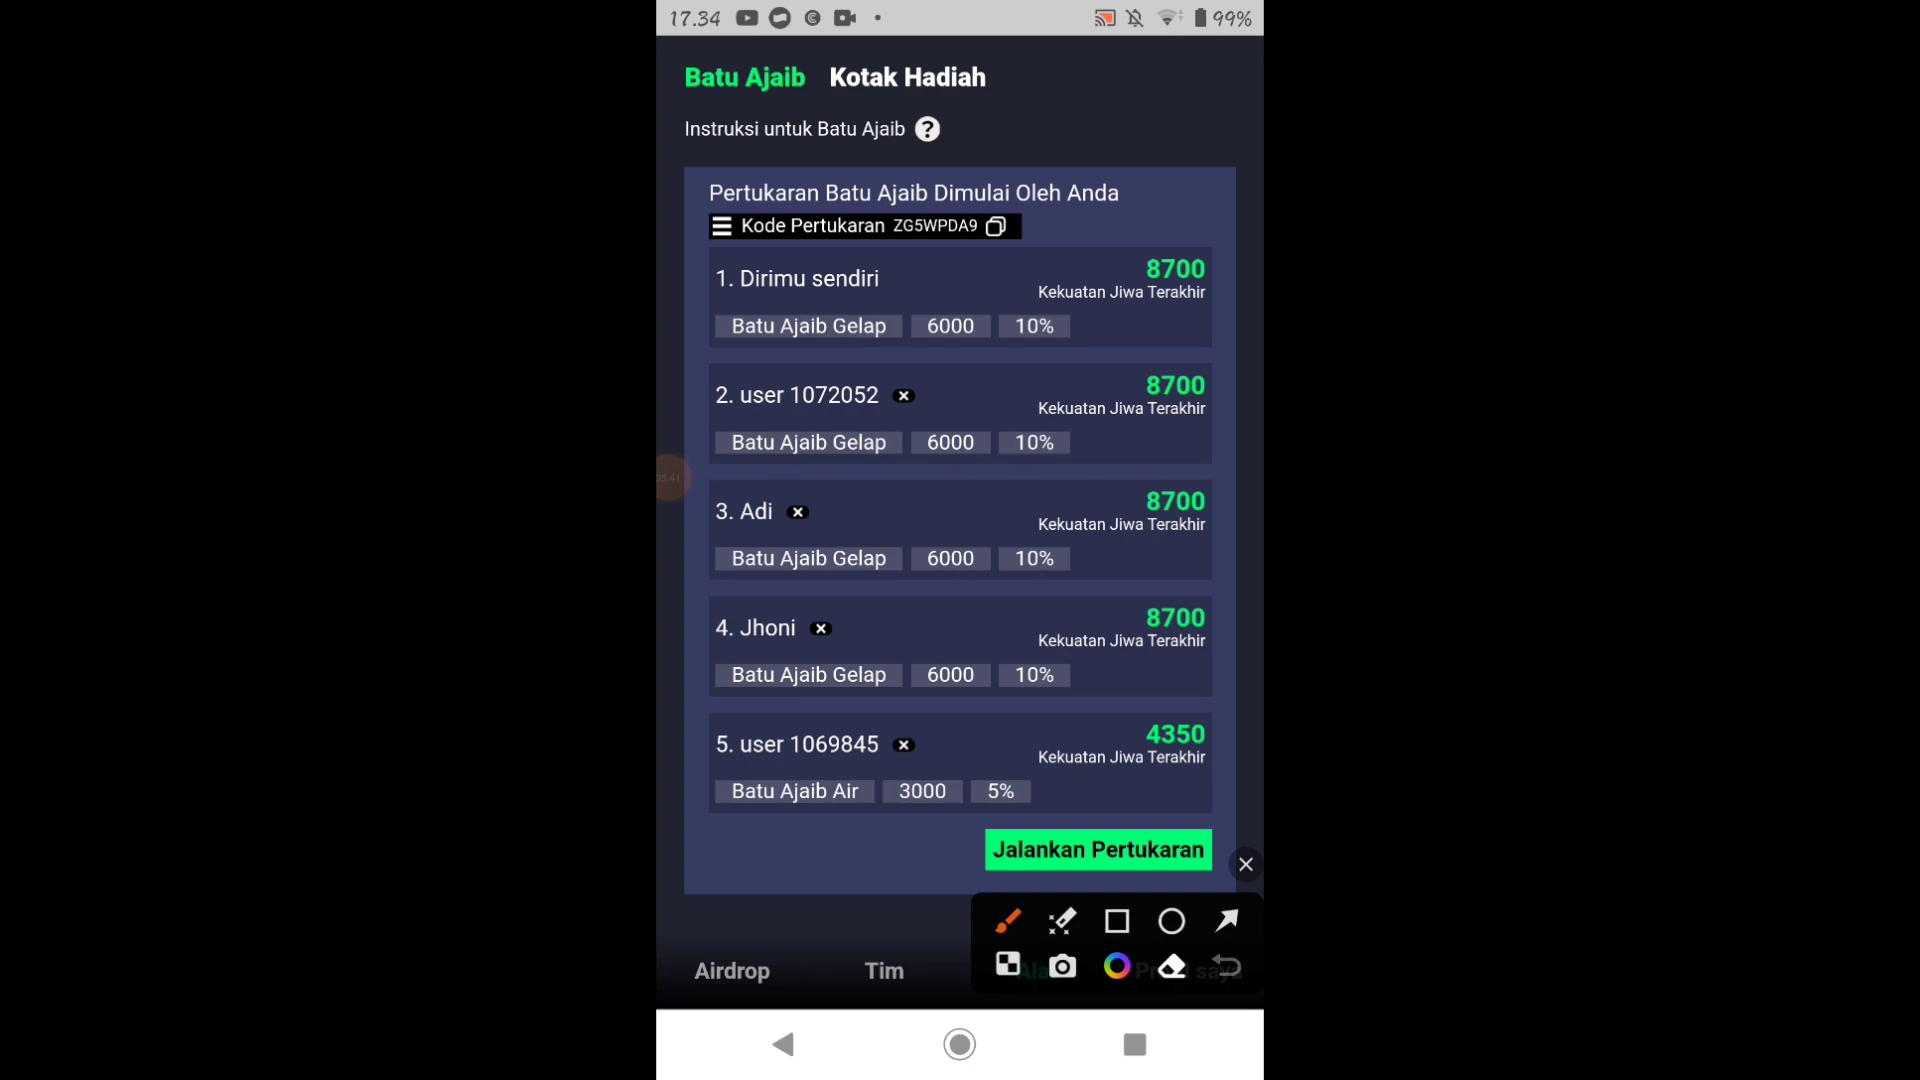 17.34 99%
Batu Ajaib Kotak Hadiah
Instruksi untuk Batu Ajaib ?
Pertukaran Batu Ajaib Dimulai Oleh Anda
Kode Pertukaran ZG5WPDA9
1. Dirimu sendiri 8700
Kekuatan Jiwa Terakhir
Batu Ajaib Gelap 6000 10%
2. user 1072052 8700
Kekuatan Jiwa Terakhir
Batu Ajaib Gelap 6000 10%
05:41
3. Adi 8700
Kekuatan Jiwa Terakhir
Batu Ajaib Gelap 6000 10%
4. Jhoni 8700
Kekuatan Jiwa Terakhir
Batu Ajaib Gelap 6000 10%
5. user 1069845 4350
Kekuatan Jiwa Terakhir
Batu Ajaib Air 3000 5%
Jalankan Pertukaran
Airdrop Tim